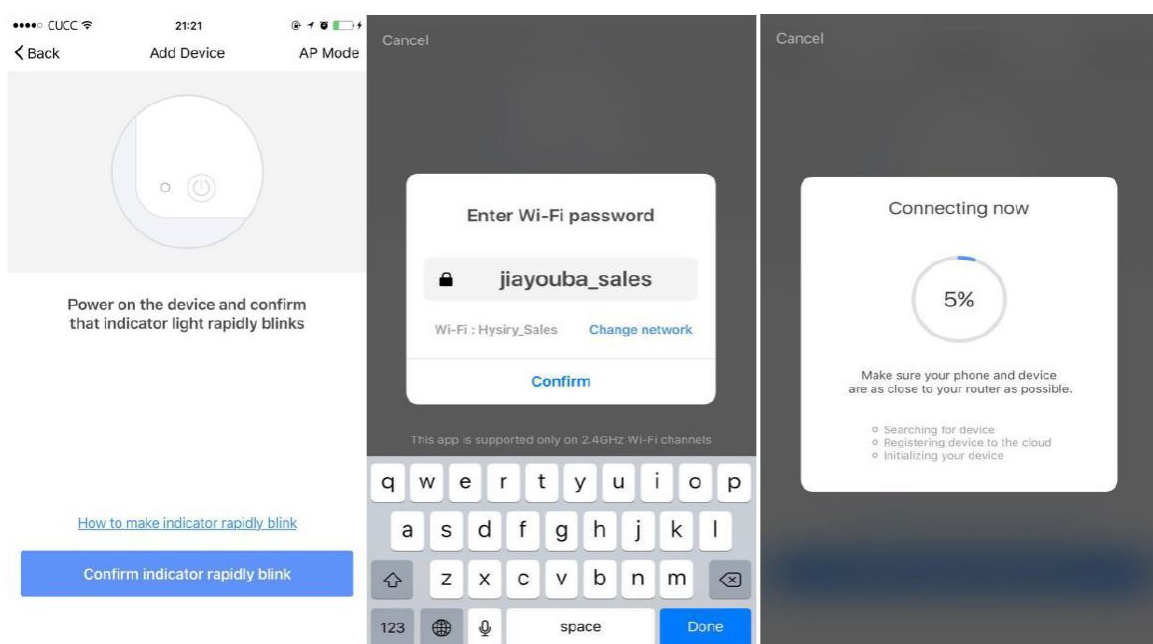 CUCC 21:21
Back Add Device AP Mode
Power on the device and confirm
that indicator light rapidly blinks
How to make indicator rapidly blink
Confirm indicator rapidly blink
Cancel
Enter Wi-Fi password
jiayouba_sales
Wi-Fi : Hysiry_Sales Change network
Confirm
This app is supported only on 2.4GHz Wi-Fi channels
q w e r t y u i o p
a s d f g h j k l
z x c v b n m
123 space Done
Cancel
Connecting now
5%
Make sure your phone and device
are as close to your router as possible.
Searching for device
Registering device to the cloud
Initializing your device